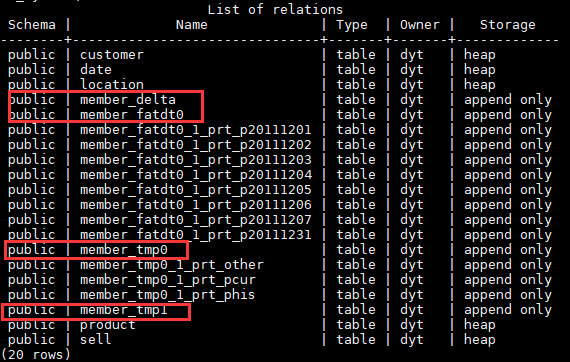 List of relations
Schema | Name | Type | Owner | Storage
--------+-------------------------------+-------+-------+-------------
public | customer | table | dyt | heap
public | date | table | dyt | heap
public | location | table | dyt | heap
public | member_delta | table | dyt | append only
public | member_fatdt0 | table | dyt | append only
public | member_fatdt0_1_prt_p20111201 | table | dyt | append only
public | member_fatdt0_1_prt_p20111202 | table | dyt | append only
public | member_fatdt0_1_prt_p20111203 | table | dyt | append only
public | member_fatdt0_1_prt_p20111204 | table | dyt | append only
public | member_fatdt0_1_prt_p20111205 | table | dyt | append only
public | member_fatdt0_1_prt_p20111206 | table | dyt | append only
public | member_fatdt0_1_prt_p20111207 | table | dyt | append only
public | member_fatdt0_1_prt_p20111231 | table | dyt | append only
public | member_tmp0 | table | dyt | append only
public | member_tmp0_1_prt_other | table | dyt | append only
public | member_tmp0_1_prt_pcur | table | dyt | append only
public | member_tmp0_1_prt_phis | table | dyt | append only
public | member_tmp1 | table | dyt | append only
public | product | table | dyt | heap
public | sell | table | dyt | heap
(20 rows)